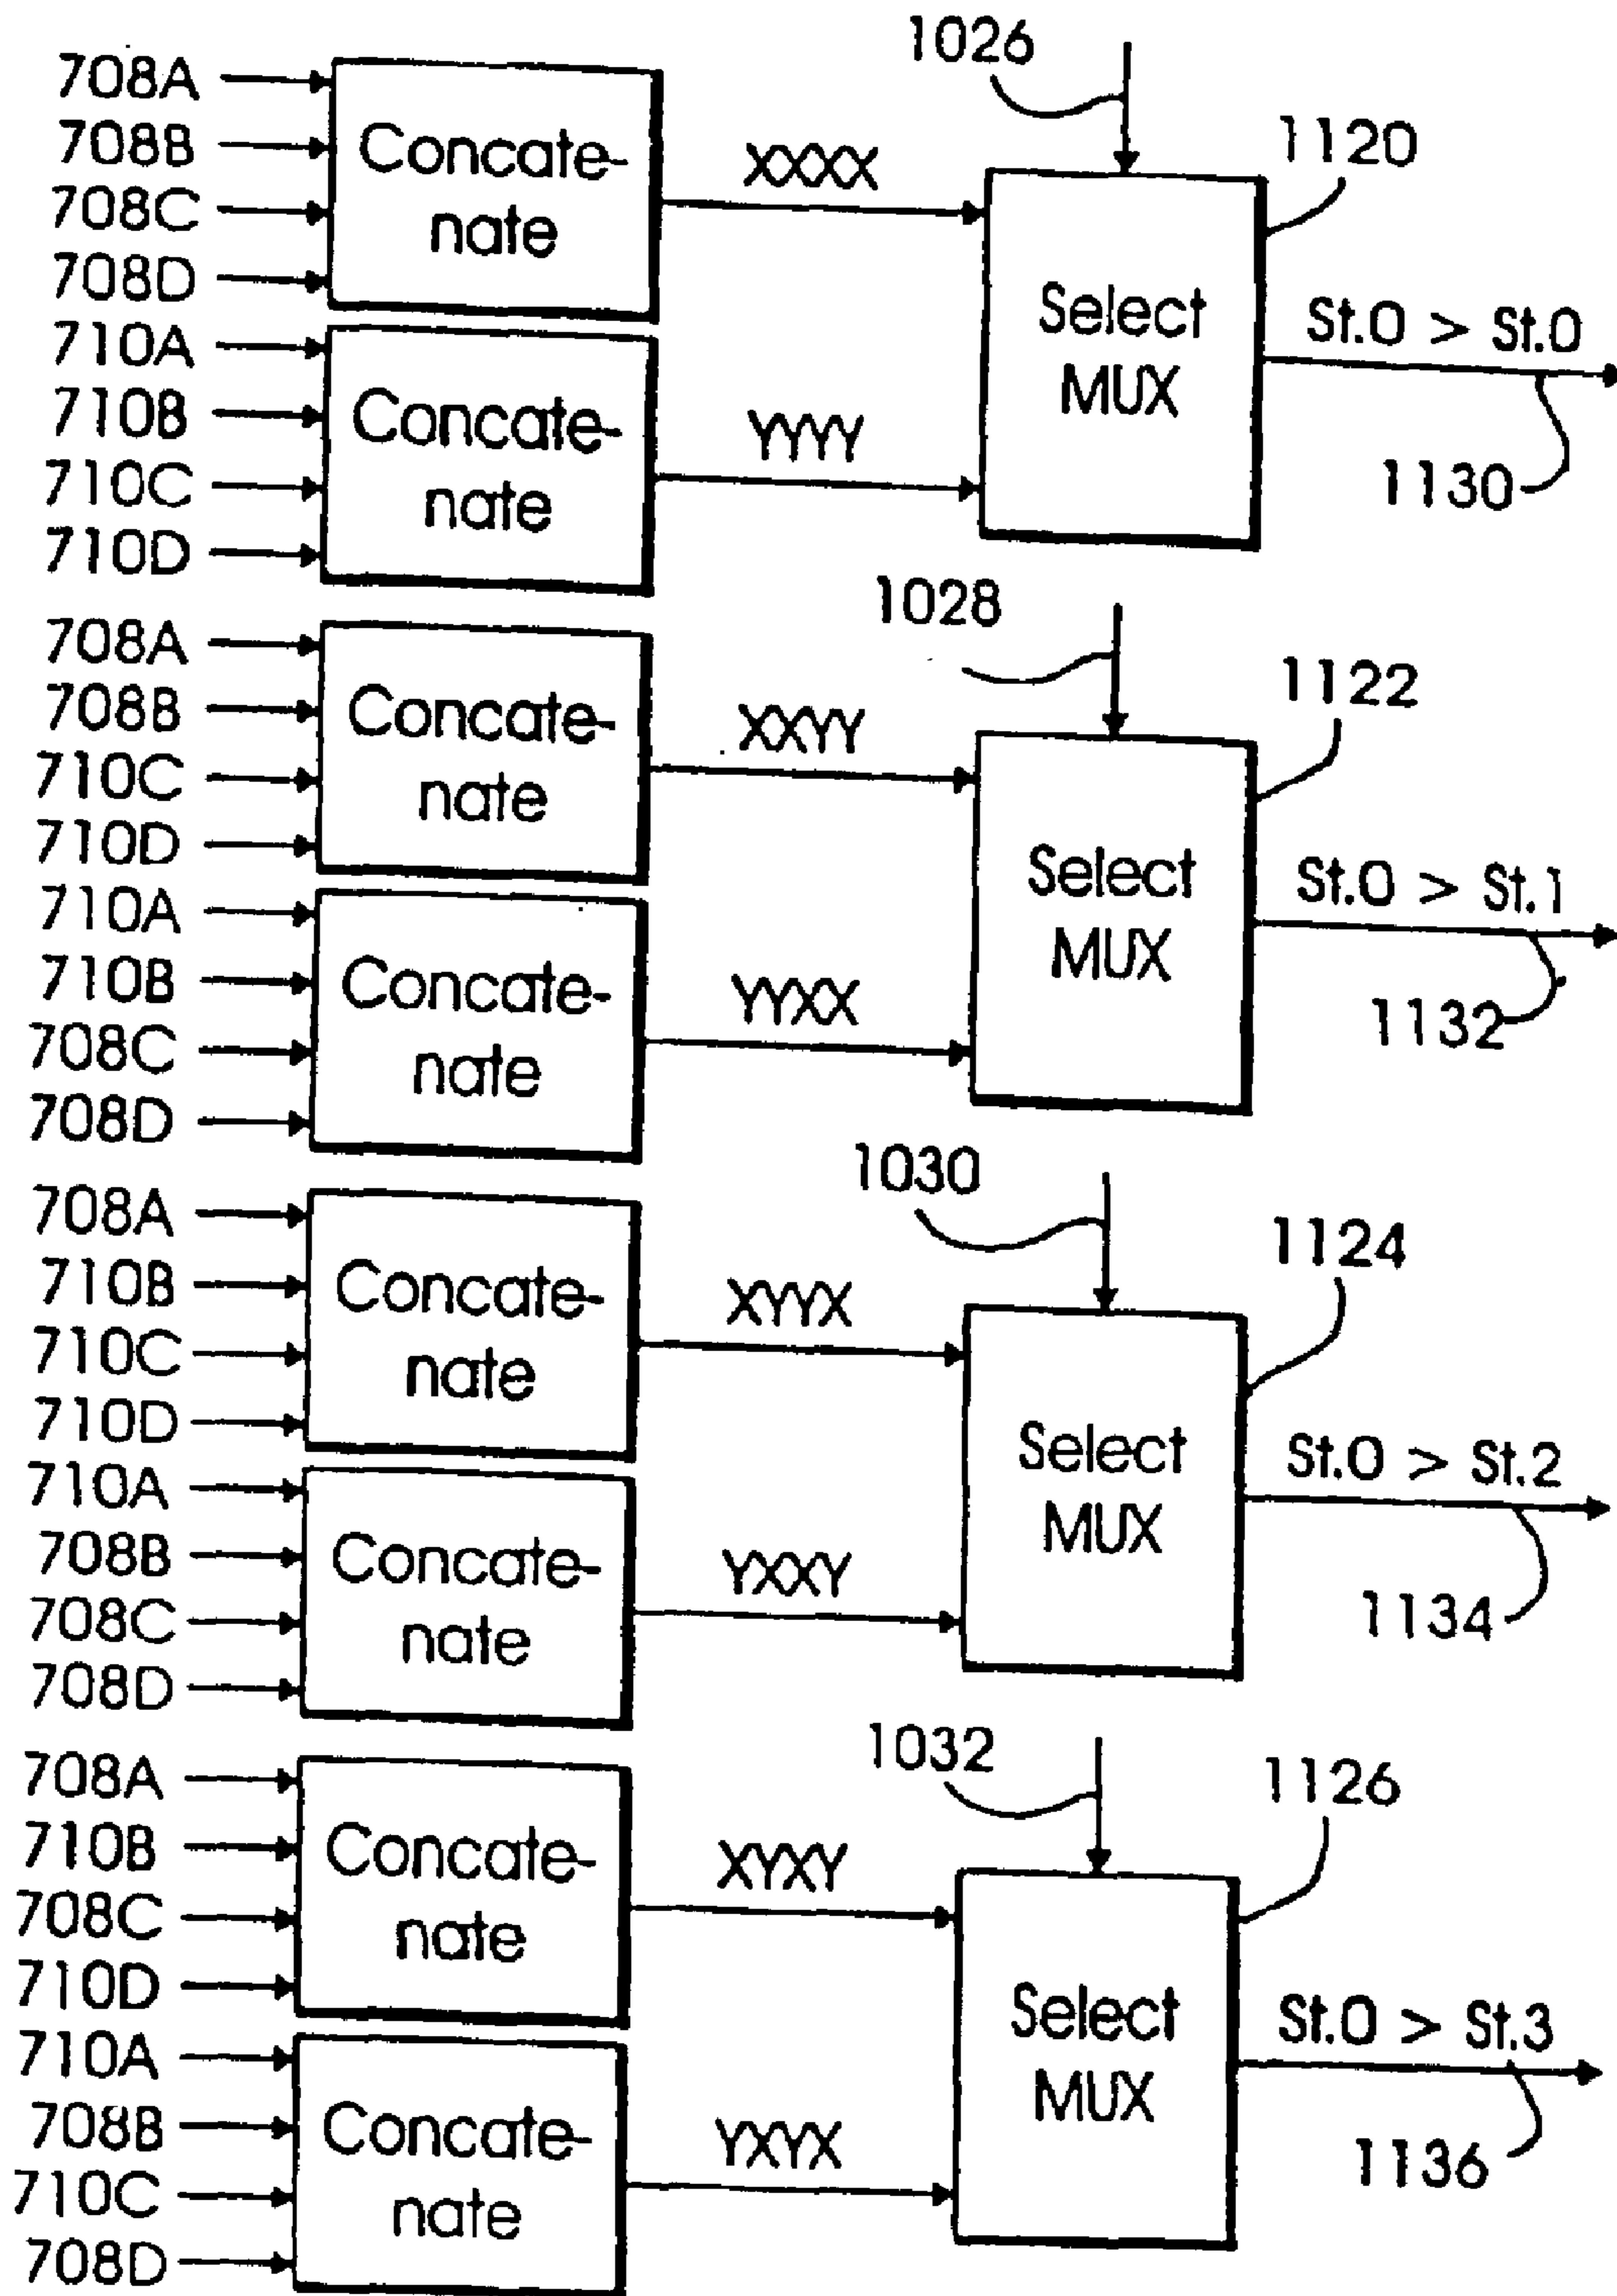 1026
708A
708B
708C
708D
Concate-
nate
XXXX
1120
710A
710B
710C
710D
Concate-
nate
YYYY
Select
MUX
St.0 > St.0
1130
1028
708A
708B
710C
710D
Concate-
nate
XXYY
1122
710A
710B
708C
708D
Concate-
nate
YYXX
Select
MUX
St.0 > St.1
1132
1030
708A
710B
710C
710D
Concate-
nate
XYYX
1124
710A
708B
708C
708D
Concate-
nate
YXXY
Select
MUX
St.0 > St.2
1134
1032
708A
710B
708C
710D
Concate-
nate
XYXY
1126
710A
708B
710C
708D
Concate-
nate
YXYX
Select
MUX
St.0 > St.3
1136